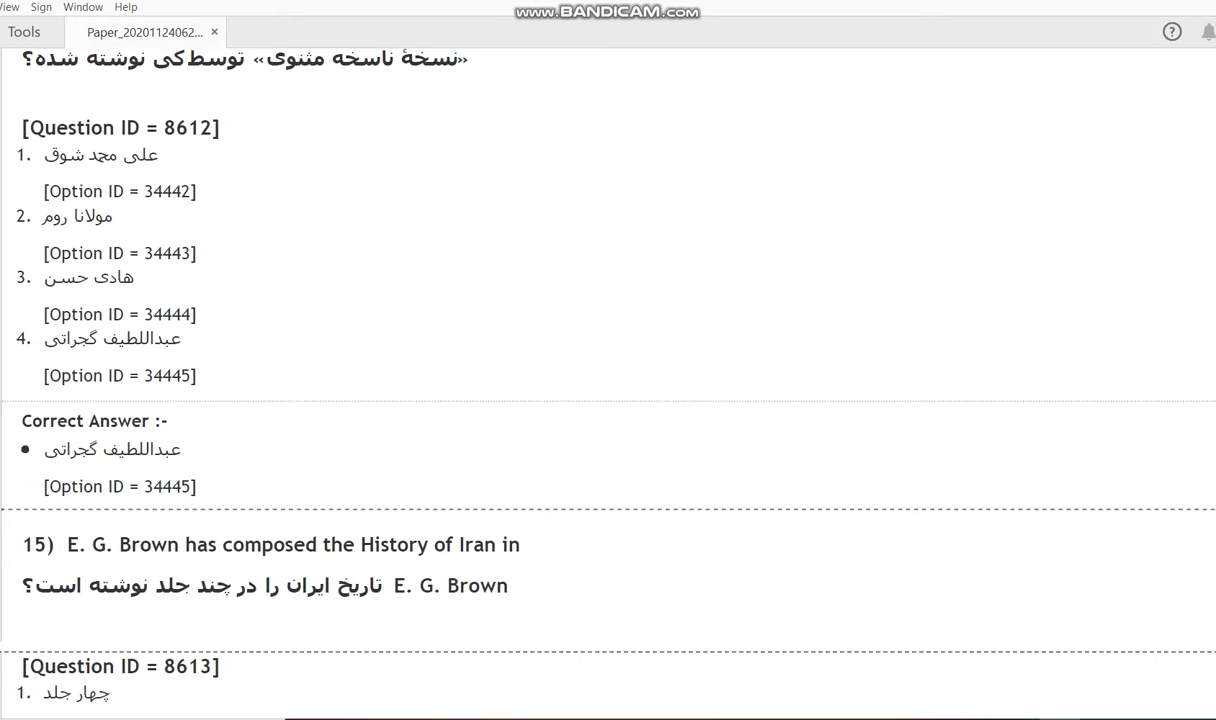 View Sign Window Help
www.BANDICAM.com
Tools
Paper_20201124062... ×
?
«نسخهٔ ناسخه مثنوی» توسط کی نوشته شده؟
[Question ID = 8612]
1. علی محمد شوق
[Option ID = 34442]
2. مولانا روم
[Option ID = 34443]
3. هادی حسن
[Option ID = 34444]
4. عبداللطیف گجراتی
[Option ID = 34445]
Correct Answer :-
• عبداللطیف گجراتی
[Option ID = 34445]
15) E. G. Brown has composed the History of Iran in
E. G. Brown تاریخ ایران را در چند جلد نوشته است؟
[Question ID = 8613]
1. چهار جلد